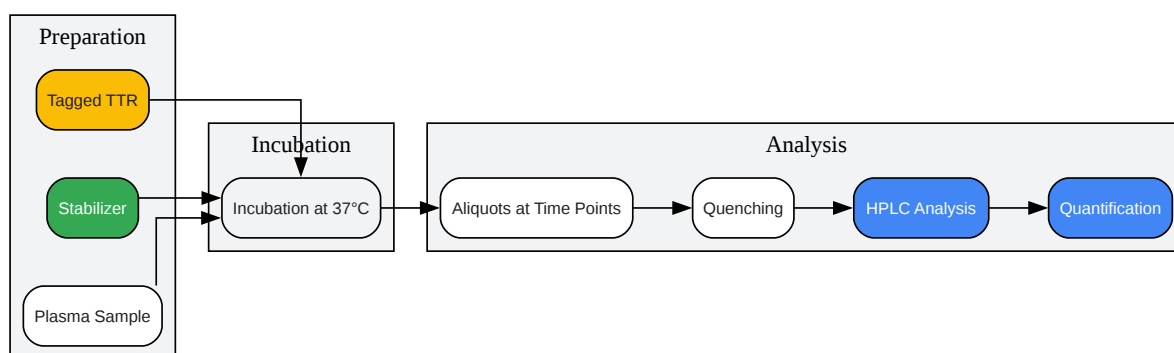 Preparation
Tagged TTR
Stabilizer
Plasma Sample
Incubation
Incubation at 37°C
Analysis
Aliquots at Time Points
Quenching
HPLC Analysis
Quantification